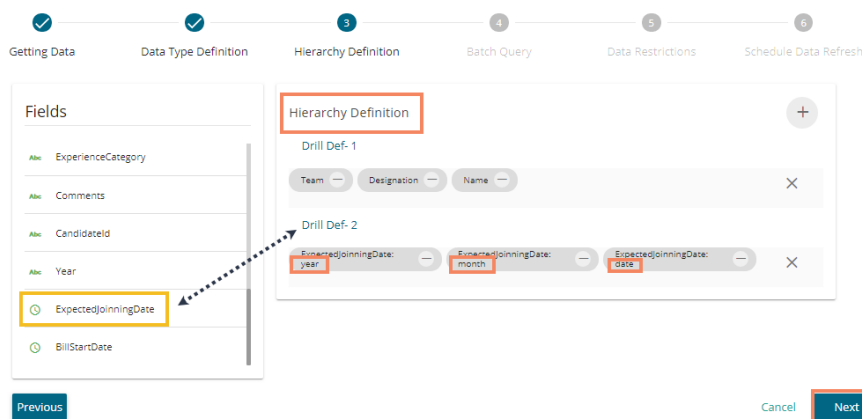 3
4
5
6
Getting Data
Data Type Definition
Hierarchy Definition
Batch Query
Data Restrictions
Schedule Data Refresh
Fields
Abc ExperienceCategory
Abc Comments
Abc CandidateId
Abc Year
ExpectedJoinningDate
BillStartDate
Hierarchy Definition
Drill Def- 1
Team
Designation
Name
Drill Def- 2
ExpectedJoinningDate:
year
ExpectedJoinningDate:
month
ExpectedJoinningDate:
date
Previous
Cancel
Next